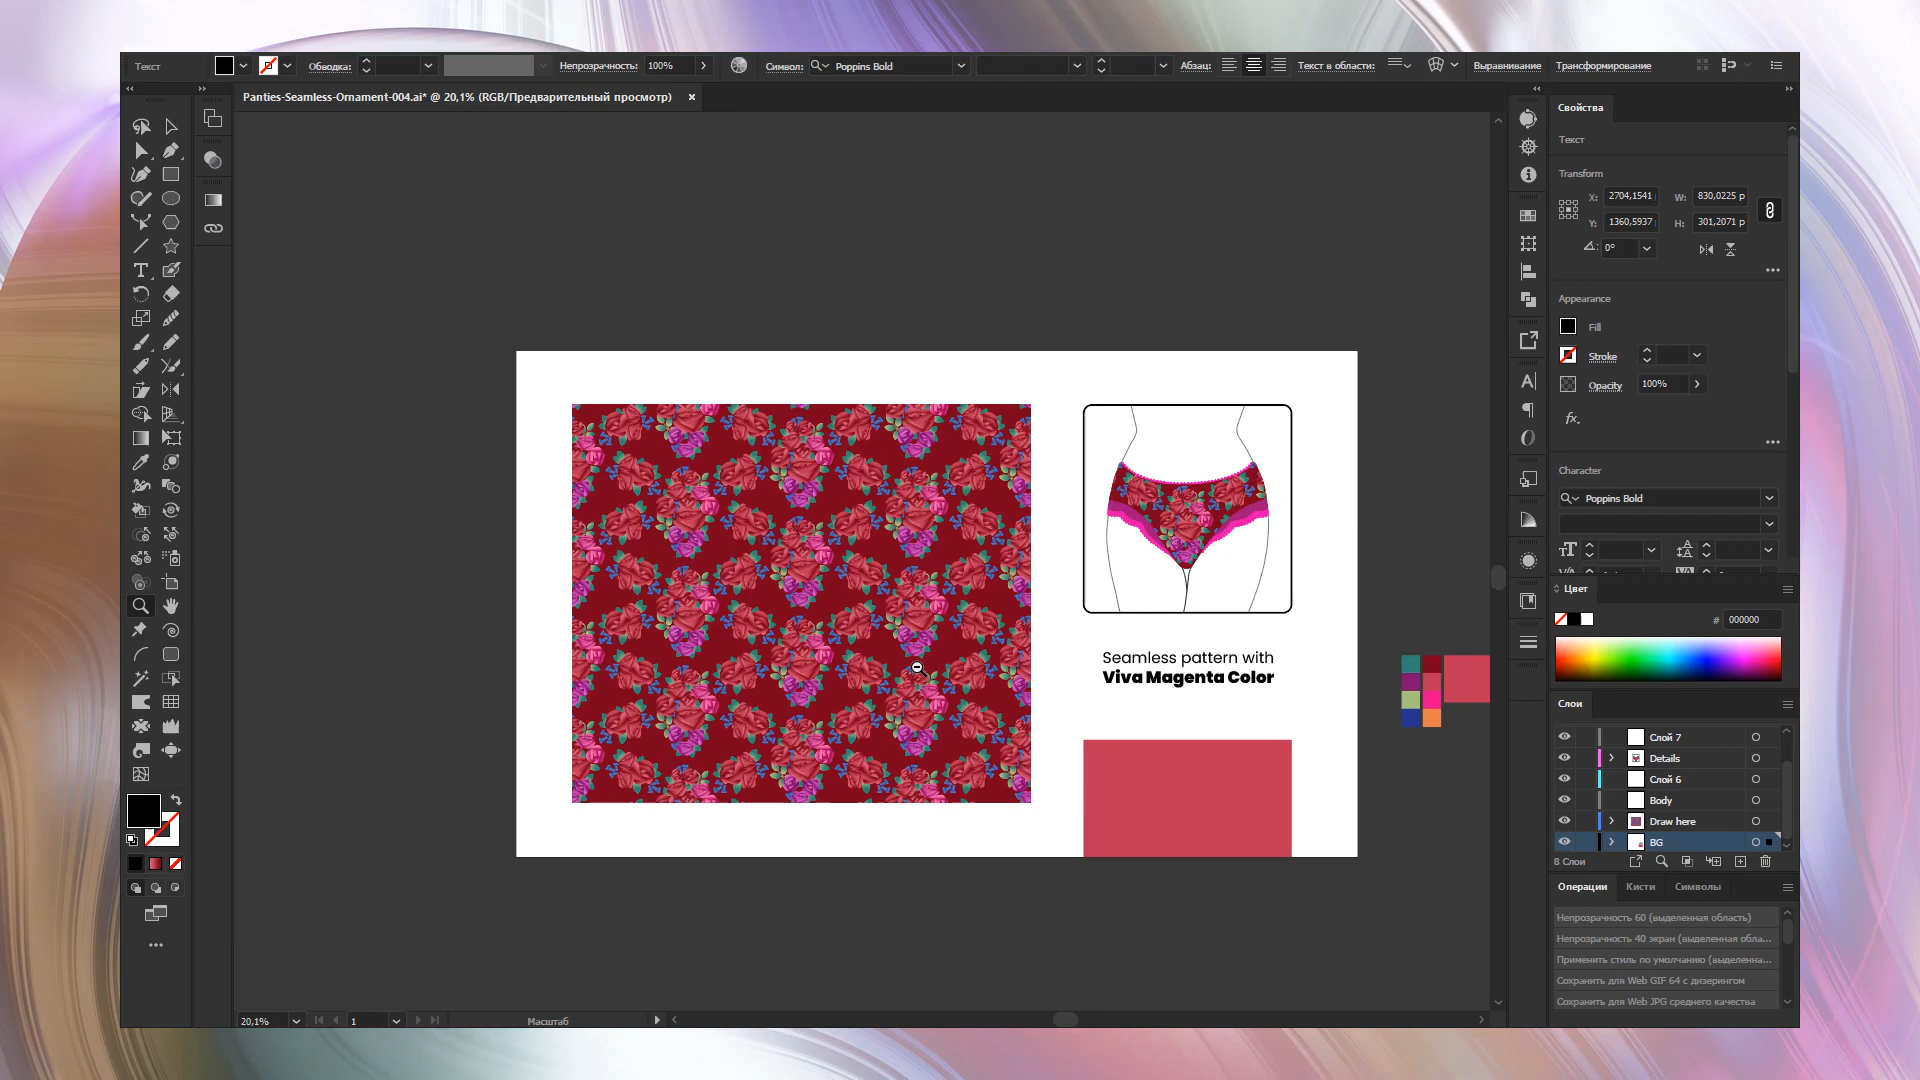 Текст
Обводка:
Непрозрачность: 100%
Символ: Poppins Bold
Абзац:
Текст в области:
Выравнивание
Трансформирование
Panties-Seamless-Ornament-004.ai* @ 20,1% (RGB/Предварительный просмотр)
Свойства
Текст
Transform
X: 2704,1541
W: 830,0225 p
Y: 1360,5937
H: 301,2071 p
0°
Appearance
Fill
Stroke
Opacity 100%
fx.
Character
Poppins Bold
Цвет
# 000000
Seamless pattern with
Viva Magenta Color
Слои
Слой 7
Details
Слой 6
Body
Draw here
BG
8 Слои
Операции Кисти Символы
Непрозрачность 60 (выделенная область)
Непрозрачность 40 экран (выделенная обла...
Применить стиль по умолчанию (выделенна...
Сохранить для Web GIF 64 с дизерингом
Сохранить для Web JPG среднего качества
20,1%
1
Масштаб